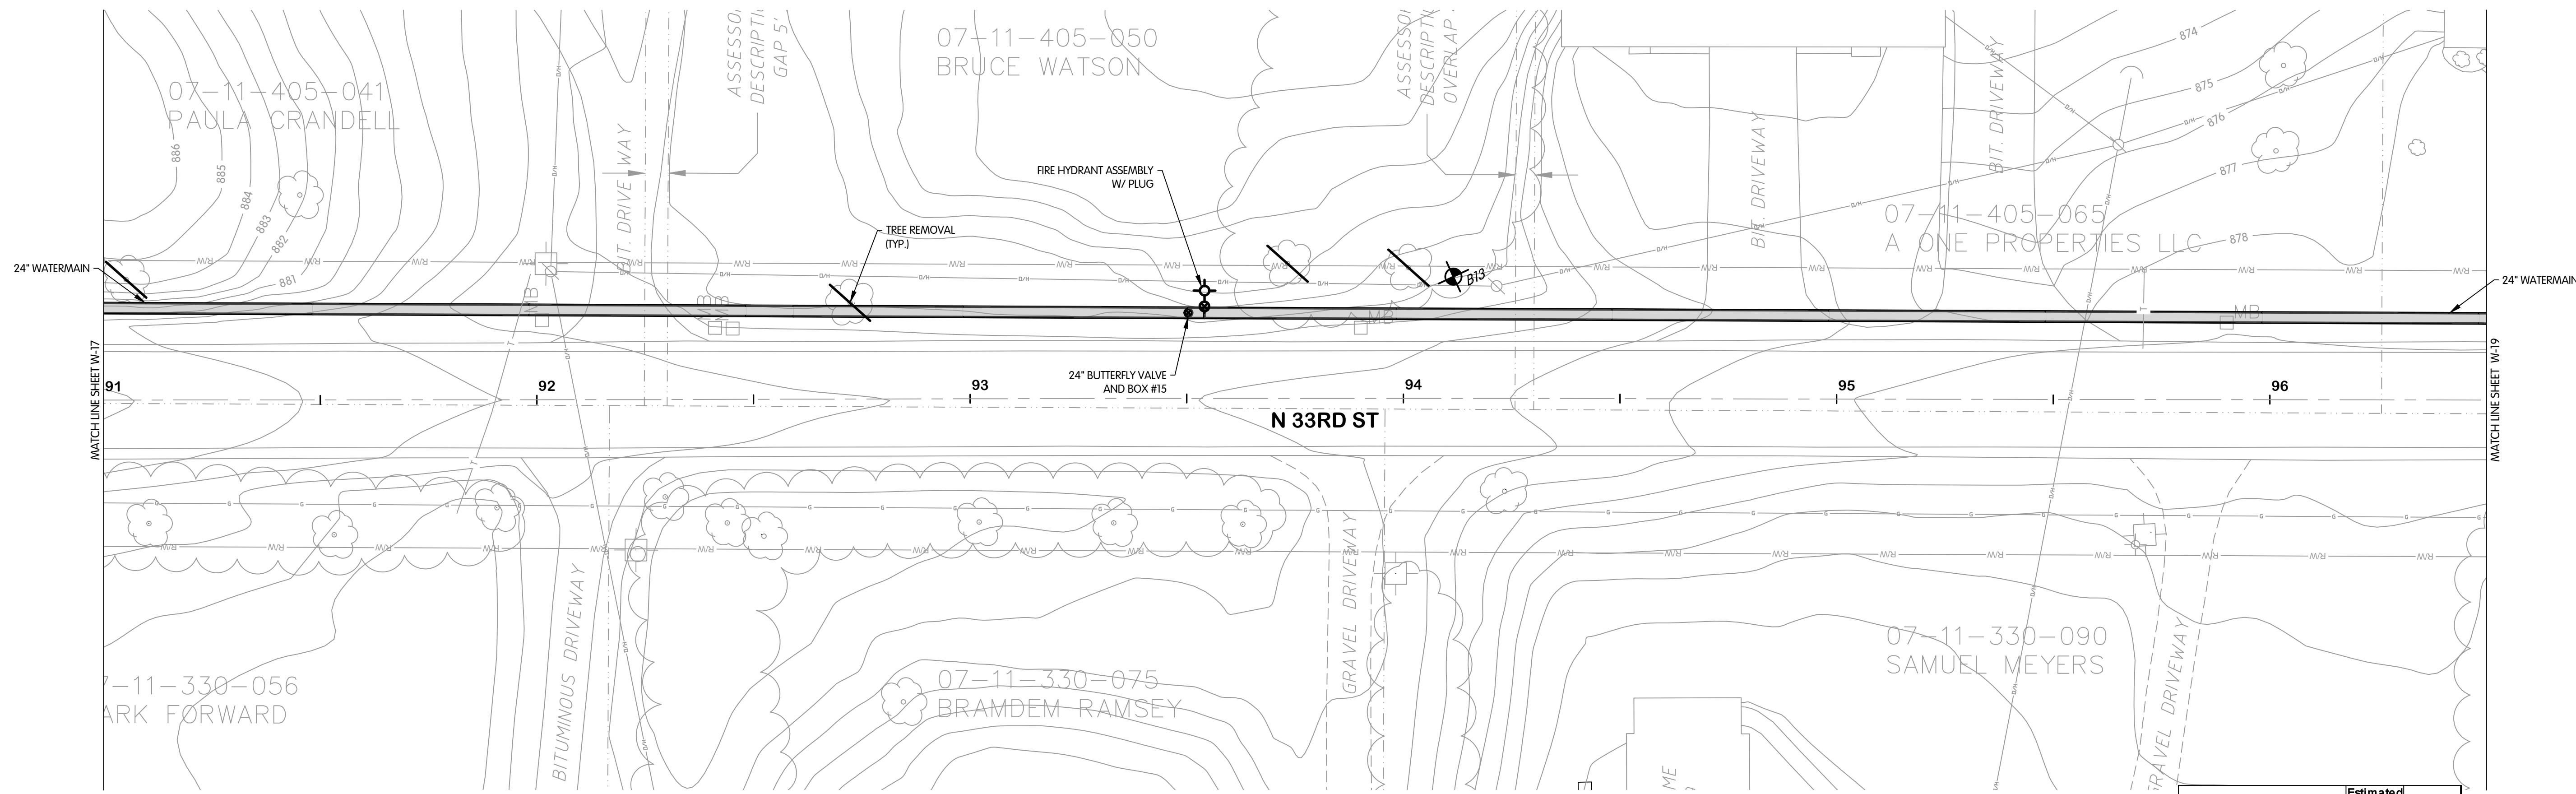 07-11-405-041
PAULA CRANDELL
886
885
884
883
882
881
BIT. DRIVEWAY
GAP 5'
07-11-405-050
BRUCE WATSON
FIRE HYDRANT ASSEMBLY
W/ PLUG
TREE REMOVAL
(TYP.)
OVERLAP
BIT. DRIVEWAY
BIT. DRIVEWAY
874
875
876
877
878
07-11-405-065
A ONE PROPERTIES LLC
B13
24" WATERMAIN
24" WATERMAIN
MB
MB
MB
MB
MB
R/W
G
T
24" BUTTERFLY VALVE
AND BOX #15
MATCH LINE SHEET W-17
MATCH LINE SHEET W-19
91
92
93
94
95
96
N 33RD ST
BITUMINOUS DRIVEWAY
GRAVEL DRIVEWAY
GRAVEL DRIVEWAY
7-11-330-056
ARK FORWARD
07-11-330-075
BRAMDEM RAMSEY
07-11-330-090
SAMUEL MEYERS
Estimated